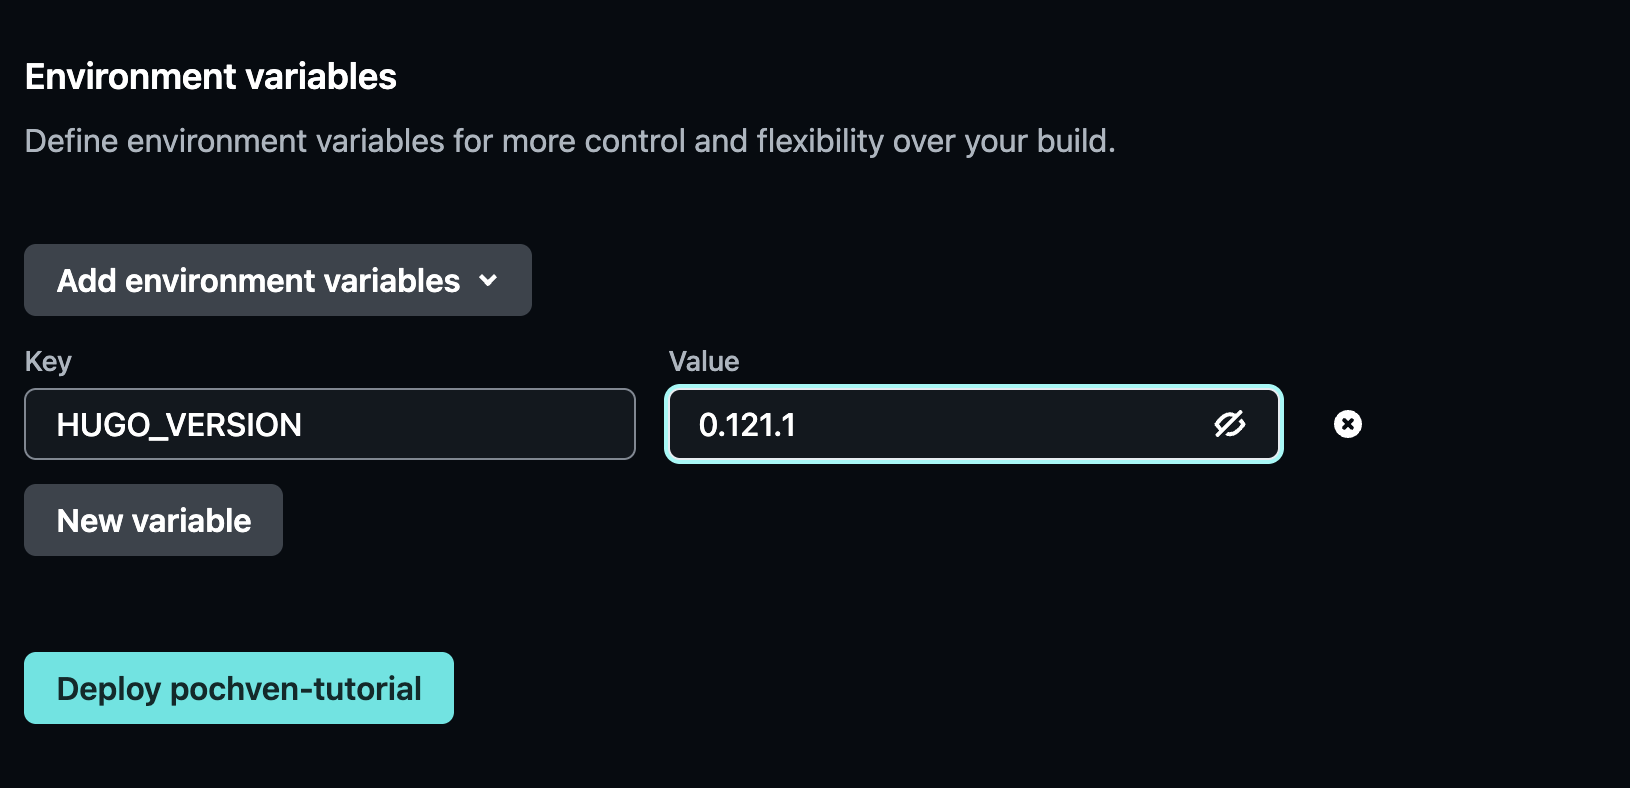 Environment variables
Define environment variables for more control and flexibility over your build.
Add environment variables
Key
Value
HUGO_VERSION
0.121.1
New variable
Deploy pochven-tutorial